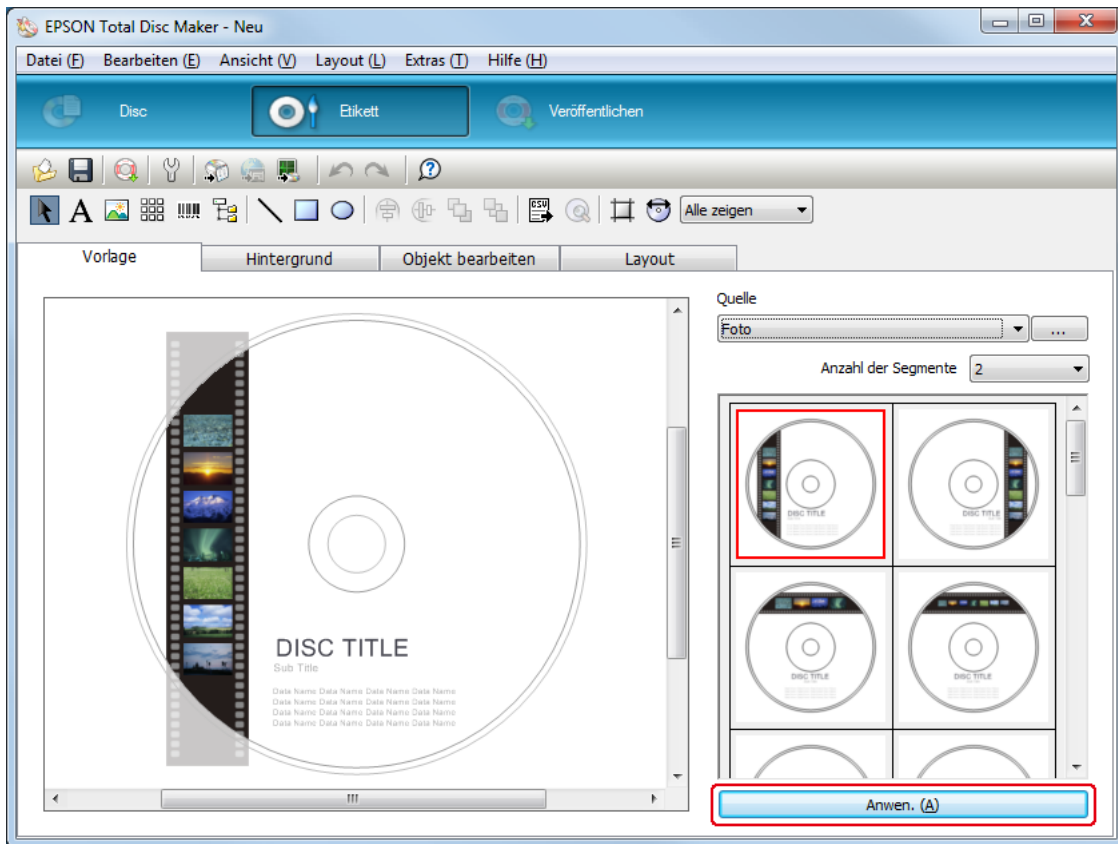 EPSON Total Disc Maker - Neu
Datei (F) Bearbeiten (E) Ansicht (V) Layout (L) Extras (T) Hilfe (H)
Disc Etikett Veröffentlichen
A CSV Alle zeigen
Vorlage Hintergrund Objekt bearbeiten Layout
Quelle
Foto ...
Anzahl der Segmente 2
DISC TITLE
Sub Title
Data Name Data Name Data Name Data Name
Data Name Data Name Data Name Data Name
Data Name Data Name Data Name Data Name
Data Name Data Name Data Name Data Name
DISC TITLE DISC TITLE
DISC TITLE DISC TITLE
Anwen. (A)